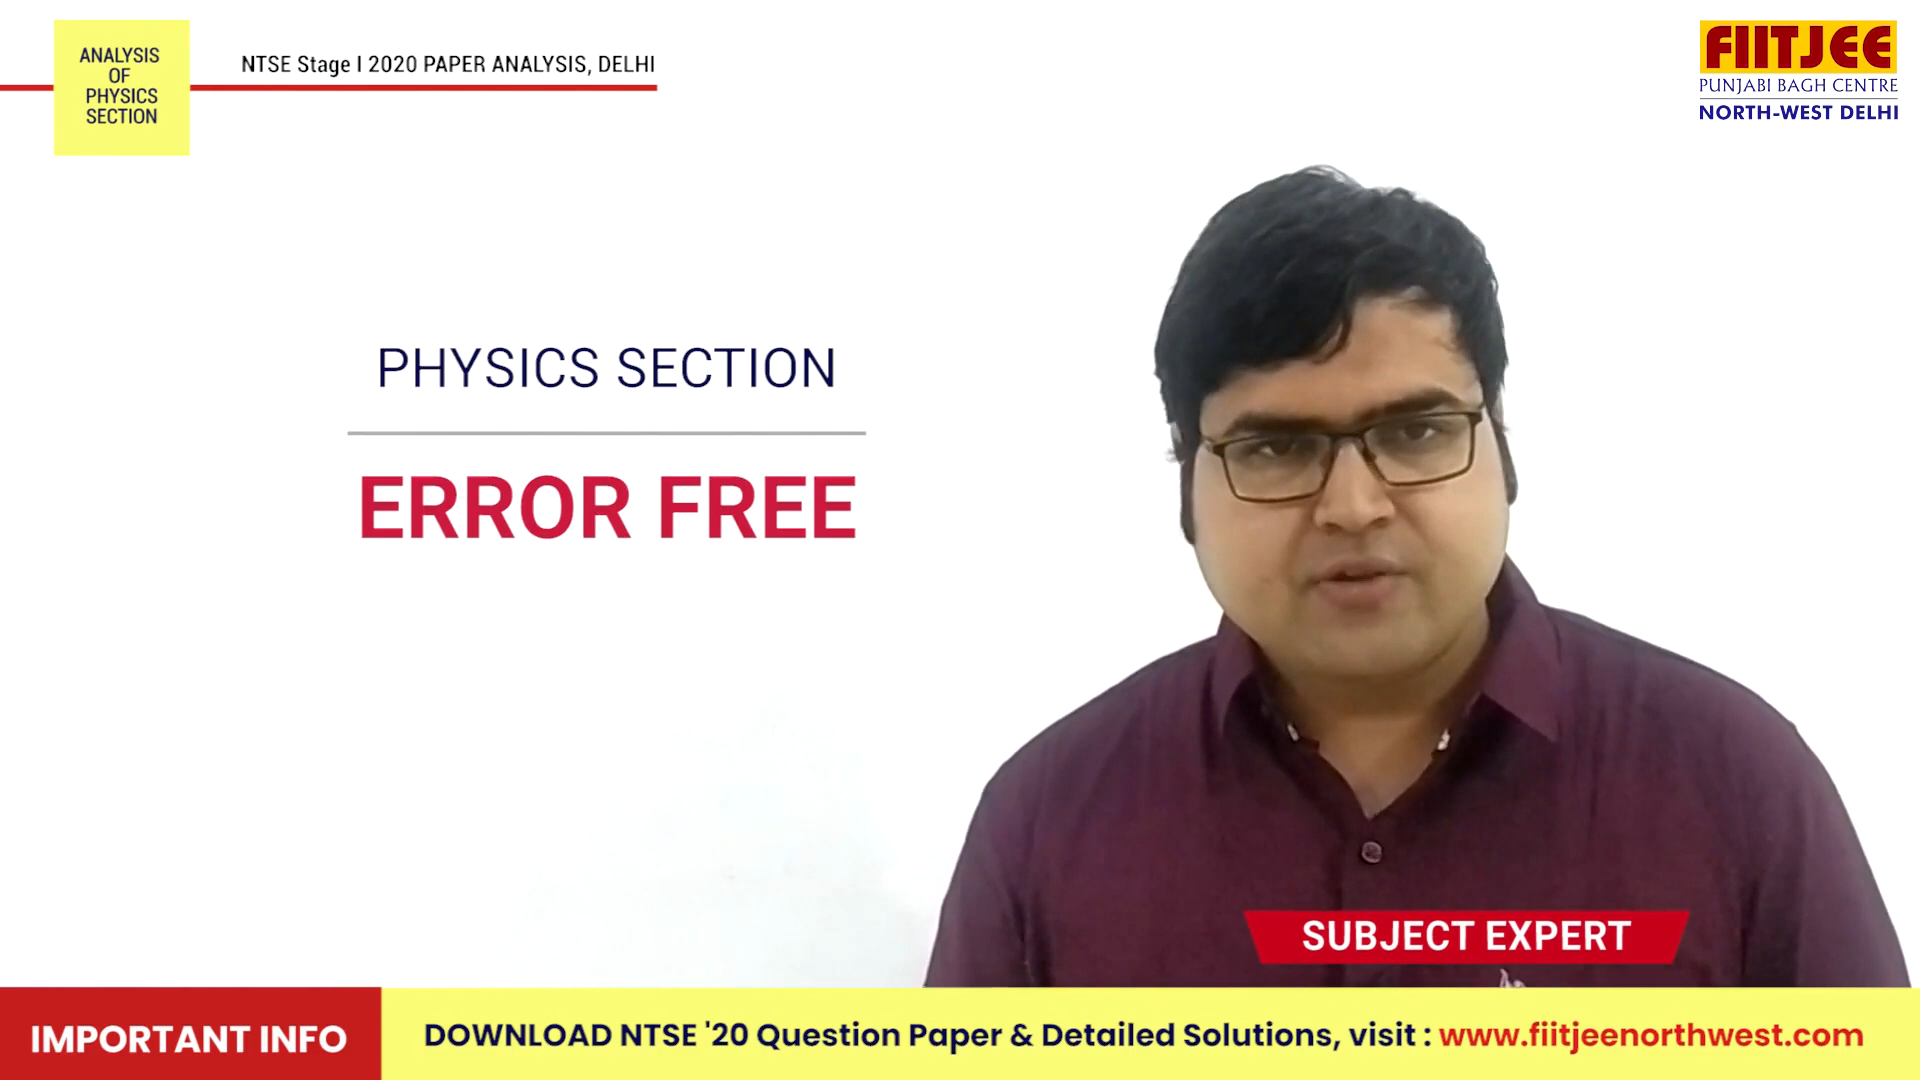 ANALYSIS
OF
PHYSICS
SECTION
NTSE Stage I 2020 PAPER ANALYSIS, DELHI
FIITJEE
PUNJABI BAGH CENTRE
NORTH-WEST DELHI
PHYSICS SECTION
ERROR FREE
SUBJECT EXPERT
IMPORTANT INFO
DOWNLOAD NTSE '20 Question Paper & Detailed Solutions, visit : www.fiitjeenorthwest.com